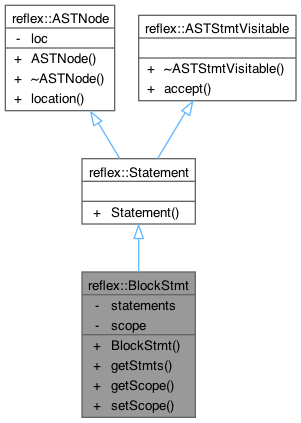 reflex::ASTNode
- loc
+ ASTNode()
+ ~ASTNode()
+ location()
reflex::ASTStmtVisitable
+ ~ASTStmtVisitable()
+ accept()
reflex::Statement
+ Statement()
reflex::BlockStmt
- statements
- scope
+ BlockStmt()
+ getStmts()
+ getScope()
+ setScope()